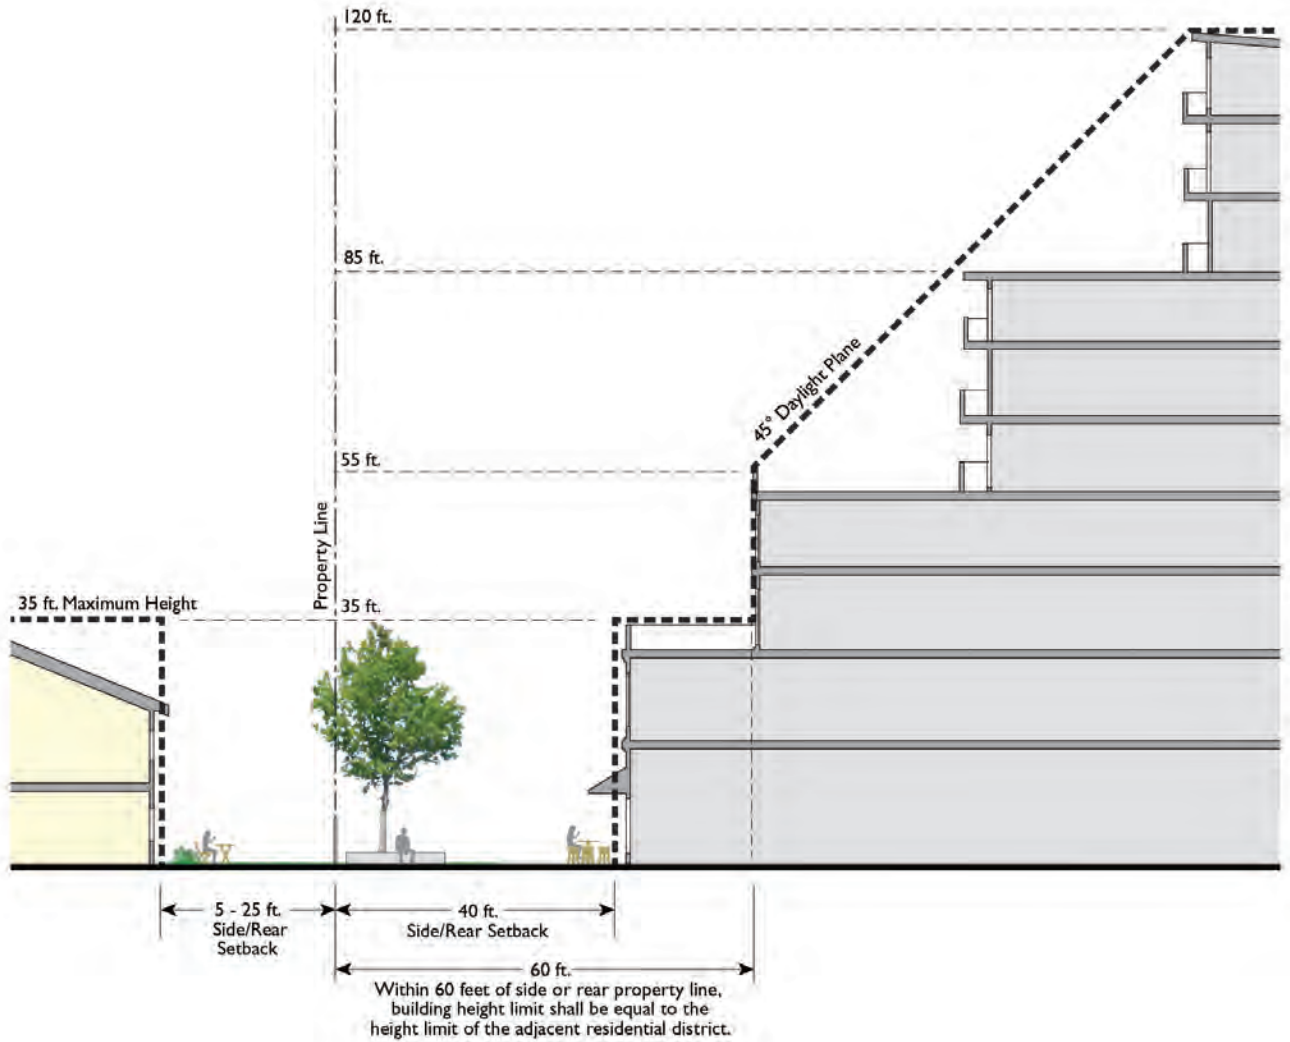 120 ft.
85 ft.
45° Daylight Plane
55 ft.
Property Line
35 ft. Maximum Height
35 ft.
5 - 25 ft.
Side/Rear
Setback
40 ft.
Side/Rear Setback
60 ft.
Within 60 feet of side or rear property line,
building height limit shall be equal to the
height limit of the adjacent residential district.